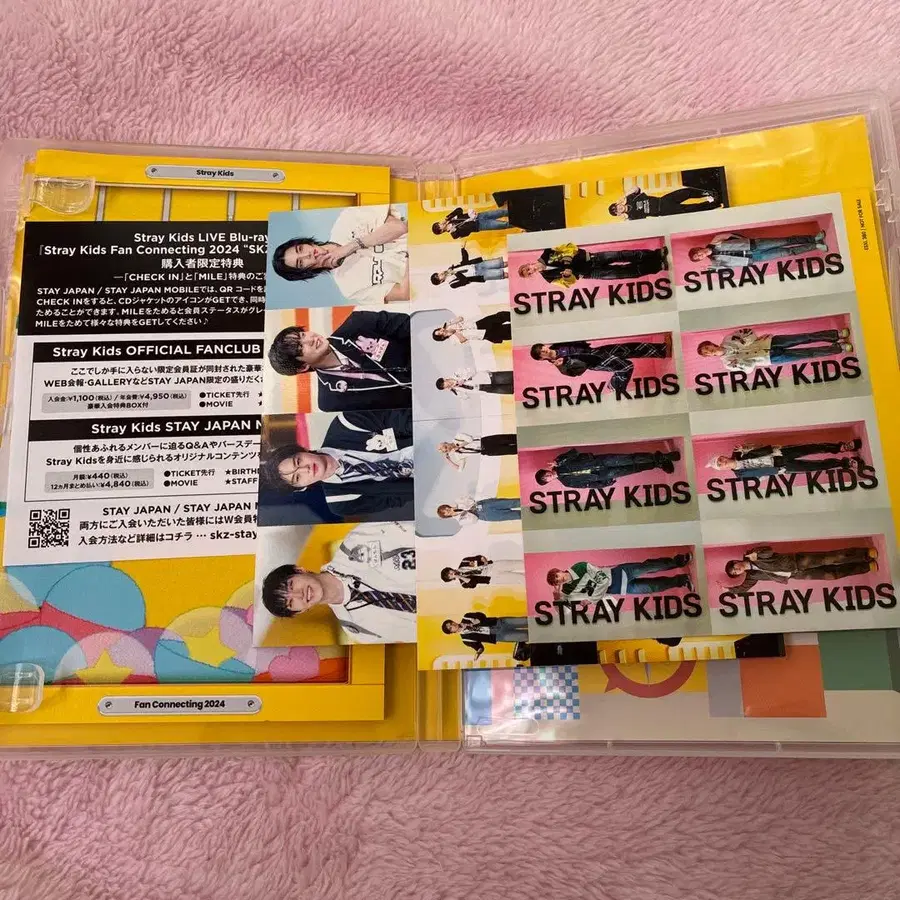 Stray Kids
Stray Kids LIVE Blu-ray
『Stray Kids Fan Connecting 2024 "SKZ
購入者限定特典
―「CHECK IN」と「MILE」特典のご
STAY JAPAN / STAY JAPAN MOBILEでは、QRコードを
CHECK INをすると、CDジャケットのアイコンがGETでき、同時
ためることができます。MILEをためると会員ステータスがグレ
MILEをためて様々な特典をGETしてください♪
Stray Kids OFFICIAL FANCLUB
ここでしか手に入らない限定会員証が同封された豪華
WEB会報・GALLERYなどSTAY JAPAN限定の盛りだく
入会金:¥1,100(税込) / 年会費:¥4,950(税込)
豪華入会特典BOX付
●TICKET先行
●MOVIE
Stray Kids STAY JAPAN M
個性あふれるメンバーに迫るQ&Aやバースデー
Stray Kidsを身近に感じられるオリジナルコンテンツ
月額:¥440(税込)
12ヵ月まとめ払い:¥4,840(税込)
●TICKET先行 ★BIRTH
●MOVIE ★STAFF
STAY JAPAN / STAY JAPAN M
両方にご入会いただいた皆様にはW会員特
入会方法など詳細はコチラ … skz-stay
Fan Connecting 2024
STRAY KIDS
STRAY KIDS
STRAY KIDS
STRAY KIDS
STRAY KIDS
STRAY KIDS
STRAY KIDS
STRAY KIDS
23
NOT FOR SALE